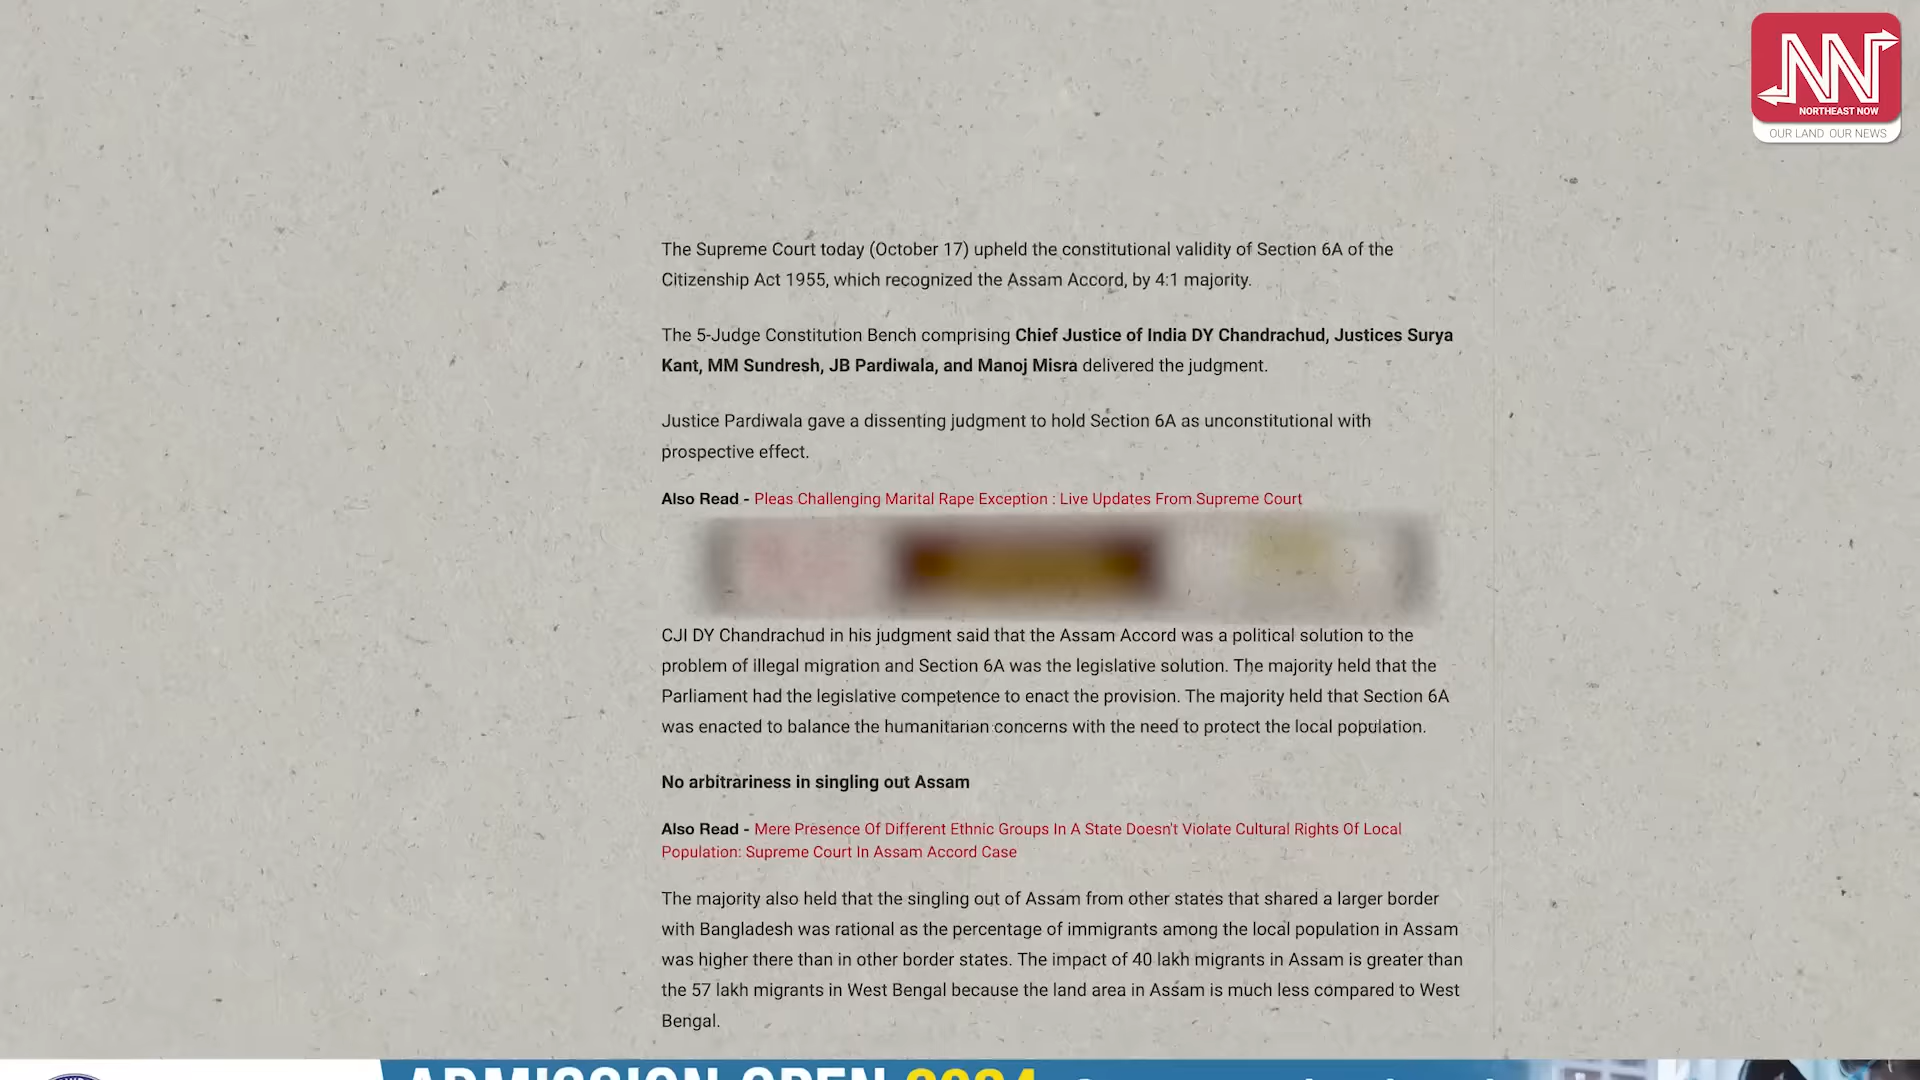 NORTHEAST NOW
OUR LAND OUR NEWS
The Supreme Court today (October 17) upheld the constitutional validity of Section 6A of the
Citizenship Act 1955, which recognized the Assam Accord, by 4:1 majority.
The 5-Judge Constitution Bench comprising Chief Justice of India DY Chandrachud, Justices Surya
Kant, MM Sundresh, JB Pardiwala, and Manoj Misra delivered the judgment.
Justice Pardiwala gave a dissenting judgment to hold Section 6A as unconstitutional with
prospective effect.
Also Read - Pleas Challenging Marital Rape Exception : Live Updates From Supreme Court
CJI DY Chandrachud in his judgment said that the Assam Accord was a political solution to the
problem of illegal migration and Section 6A was the legislative solution. The majority held that the
Parliament had the legislative competence to enact the provision. The majority held that Section 6A
was enacted to balance the humanitarian concerns with the need to protect the local population.
No arbitrariness in singling out Assam
Also Read - Mere Presence Of Different Ethnic Groups In A State Doesn't Violate Cultural Rights Of Local
Population: Supreme Court In Assam Accord Case
The majority also held that the singling out of Assam from other states that shared a larger border
with Bangladesh was rational as the percentage of immigrants among the local population in Assam
was higher there than in other border states. The impact of 40 lakh migrants in Assam is greater than
the 57 lakh migrants in West Bengal because the land area in Assam is much less compared to West
Bengal.
ADMISSION OPEN 2024